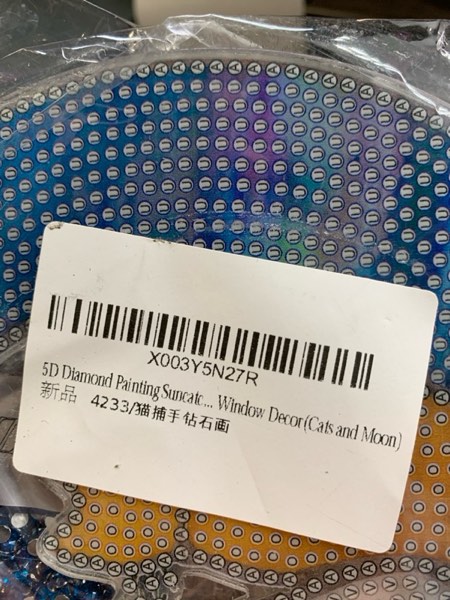 X003Y5N27R
5D Diamond Painting Suncatc... Window Decor (Cats and Moon)
新品 4233/猫捕手钻石画